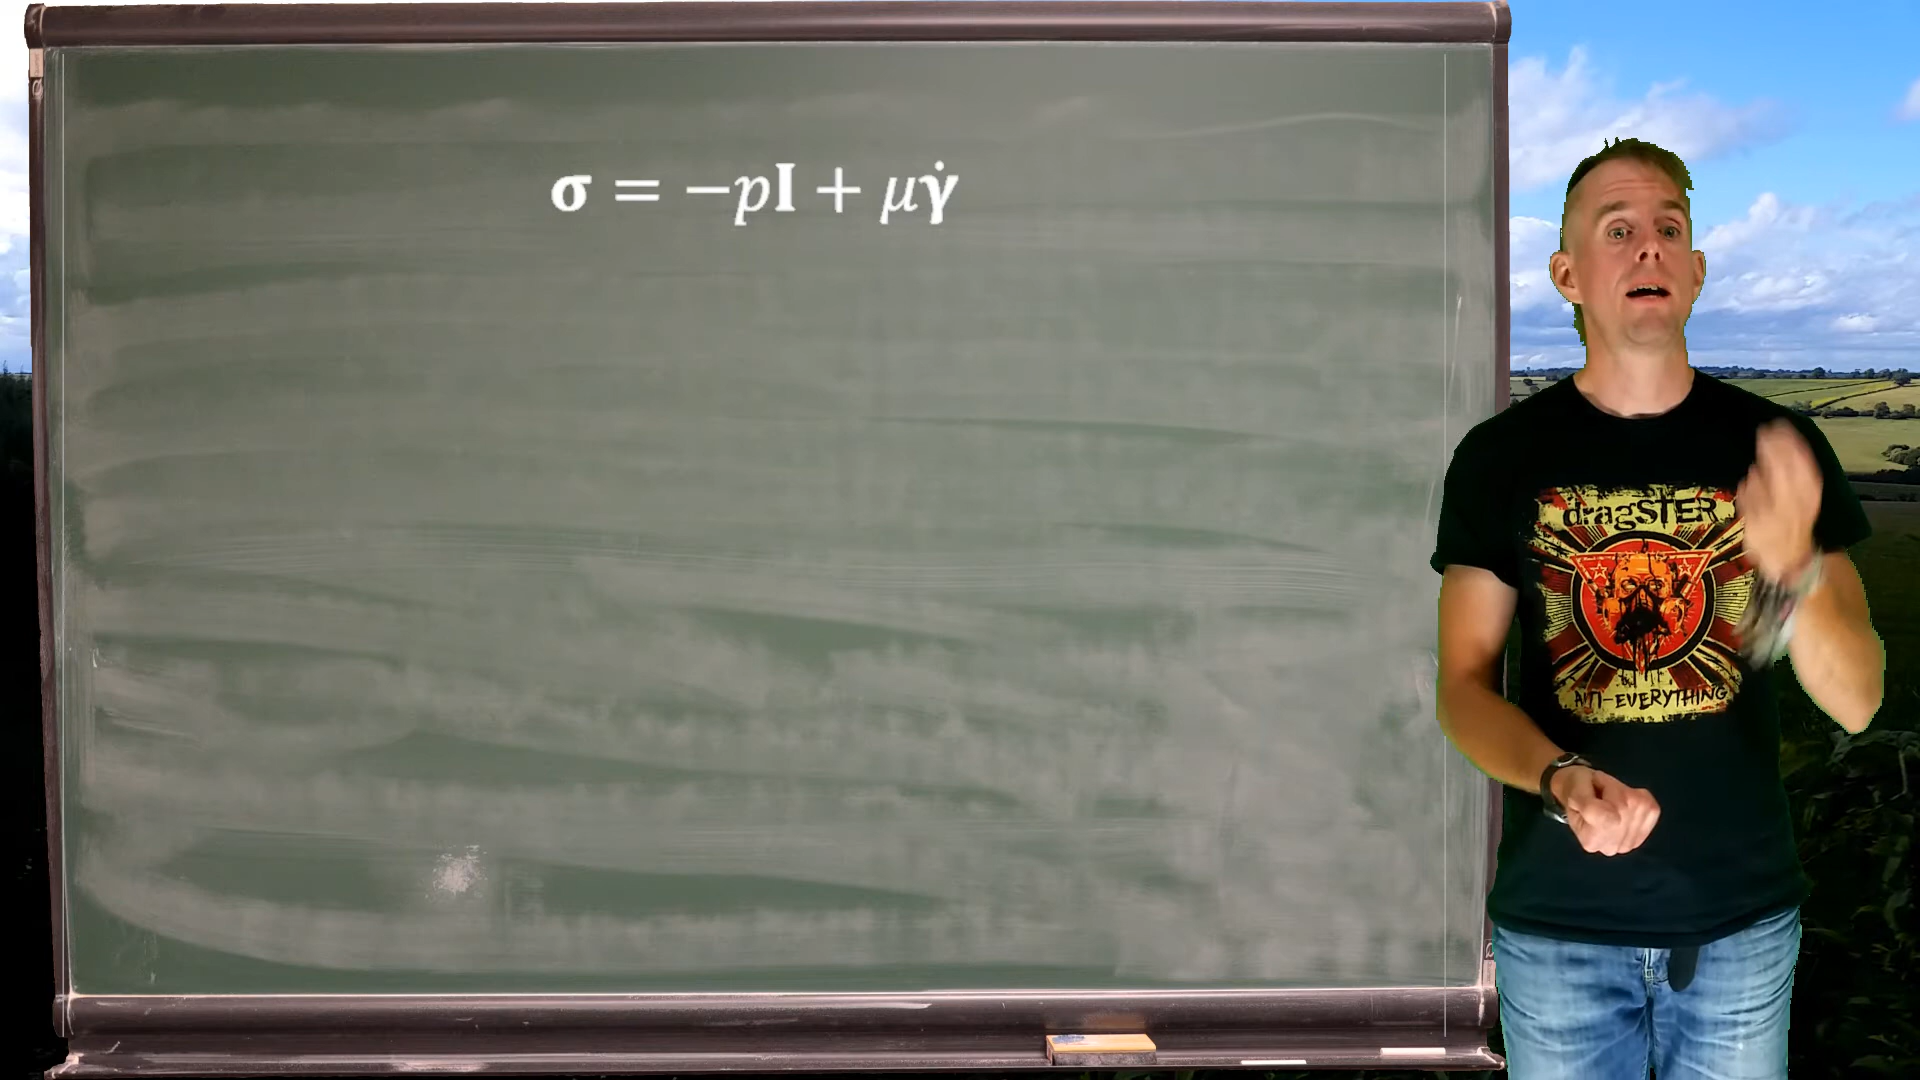 σ = −pI + μγ̇
dragSTER
ANTI-EVERYTHING